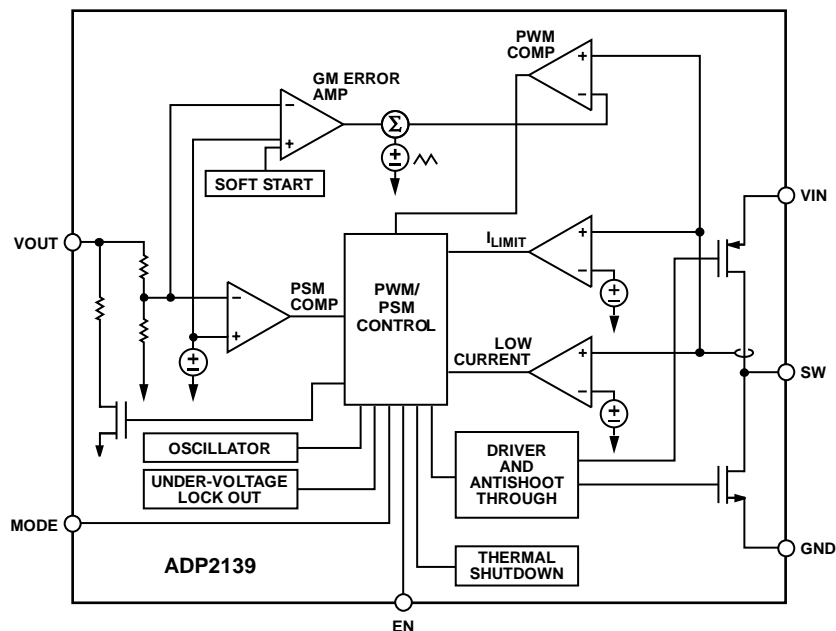 PWM
COMP
GM ERROR
AMP
+
−
−
+
Σ
+
−
SOFT START
VIN
VOUT
I LIMIT
+
−
+
−
PWM/
PSM
CONTROL
PSM
COMP
−
+
+
−
LOW
CURRENT
+
−
+
−
SW
OSCILLATOR
DRIVER
AND
ANTISHOOT
THROUGH
UNDER-VOLTAGE
LOCK OUT
MODE
GND
ADP2139
THERMAL
SHUTDOWN
EN